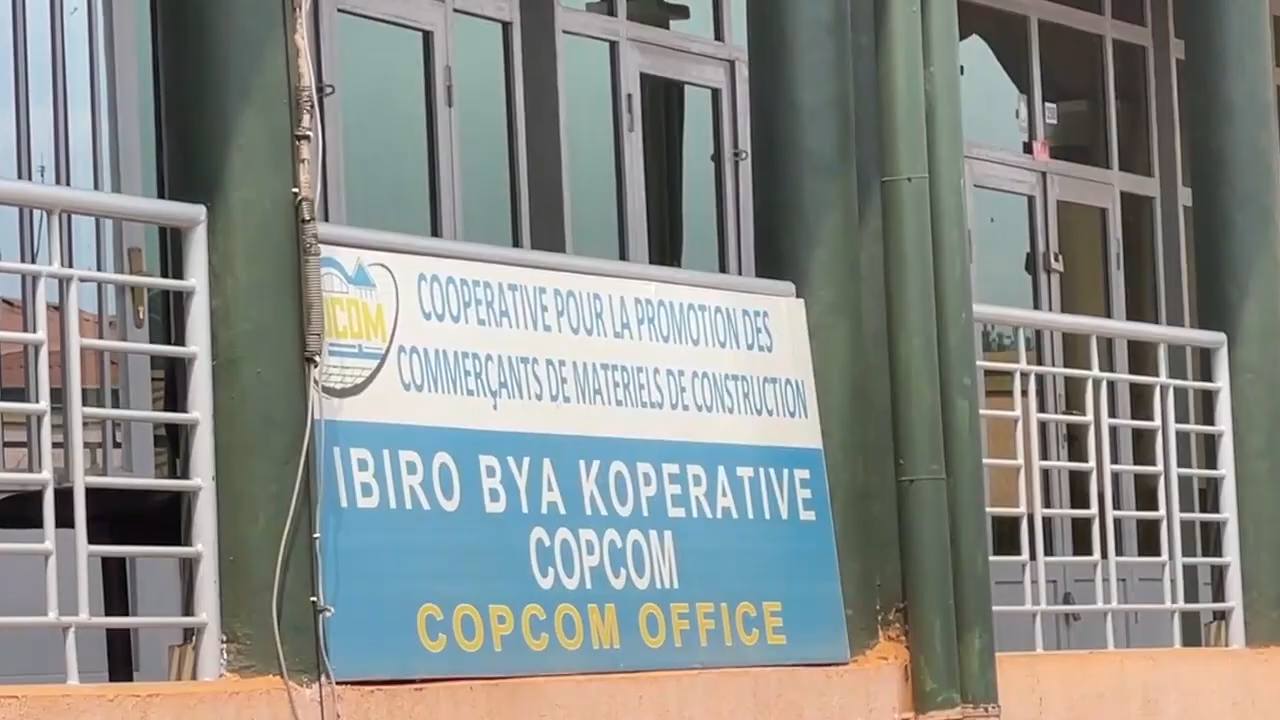 COOPERATIVE POUR LA PROMOTION DES
COMMERÇANTS DE MATERIELS DE CONSTRUCTION
IBIRO BYA KOPERATIVE
COPCOM
COPCOM OFFICE